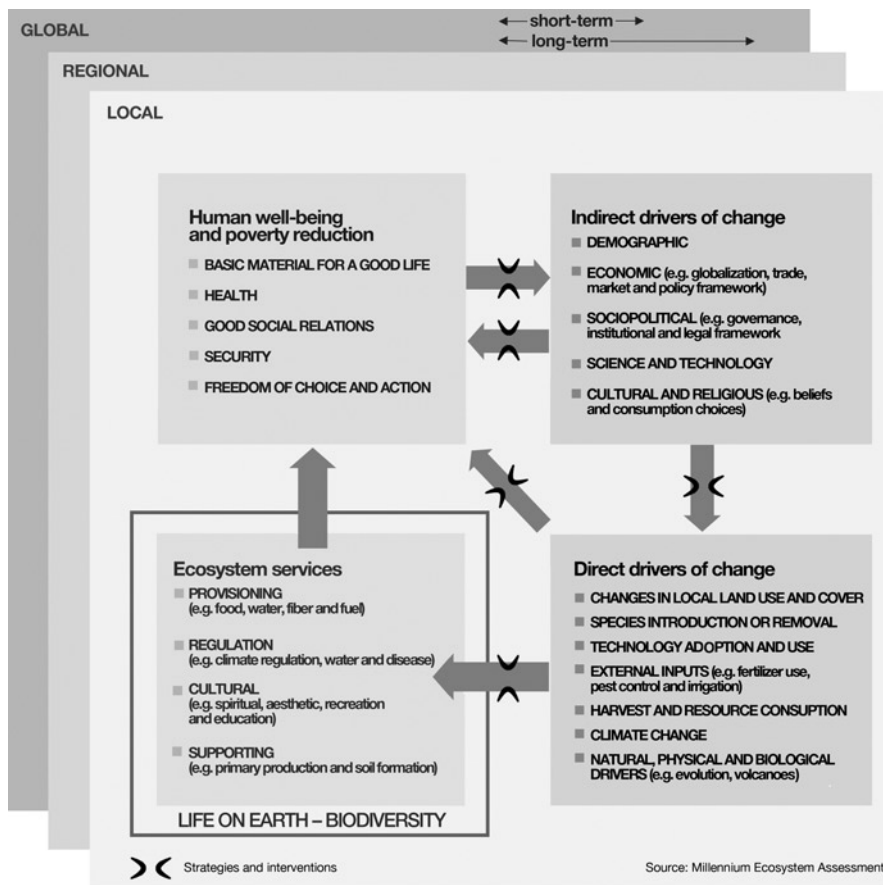 GLOBAL
short-term
long-term
REGIONAL
LOCAL
Human well-being
and poverty reduction
BASIC MATERIAL FOR A GOOD LIFE
HEALTH
GOOD SOCIAL RELATIONS
SECURITY
FREEDOM OF CHOICE AND ACTION
Indirect drivers of change
DEMOGRAPHIC
ECONOMIC (e.g. globalization, trade,
market and policy framework)
SOCIOPOLITICAL (e.g. governance,
institutional and legal framework
SCIENCE AND TECHNOLOGY
CULTURAL AND RELIGIOUS (e.g. beliefs
and consumption choices)
Ecosystem services
PROVISIONING
(e.g. food, water, fiber and fuel)
REGULATION
(e.g. climate regulation, water and disease)
CULTURAL
(e.g. spiritual, aesthetic, recreation
and education)
SUPPORTING
(e.g. primary production and soil formation)
LIFE ON EARTH – BIODIVERSITY
Direct drivers of change
CHANGES IN LOCAL LAND USE AND COVER
SPECIES INTRODUCTION OR REMOVAL
TECHNOLOGY ADOPTION AND USE
EXTERNAL INPUTS (e.g. fertilizer use,
pest control and irrigation)
HARVEST AND RESOURCE CONSUPTION
CLIMATE CHANGE
NATURAL, PHYSICAL AND BIOLOGICAL
DRIVERS (e.g. evolution, volcanoes)
Strategies and interventions
Source: Millennium Ecosystem Assessment